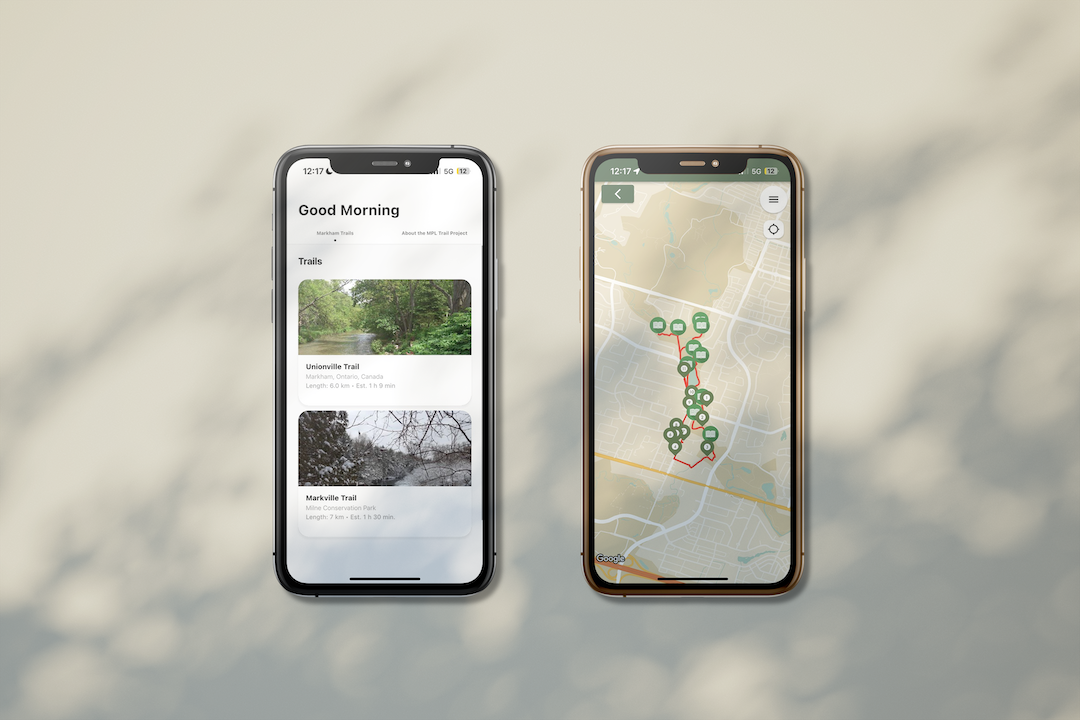 12:17
5G 12
Good Morning
Markham Trails
About the MPL Trail Project
Trails
Unionville Trail
Markham, Ontario, Canada
Length: 6.0 km • Est. 1 h 9 min
Markville Trail
Milne Conservation Park
Length: 7 km • Est. 1 h 30 min.
12:17
5G 12
Google